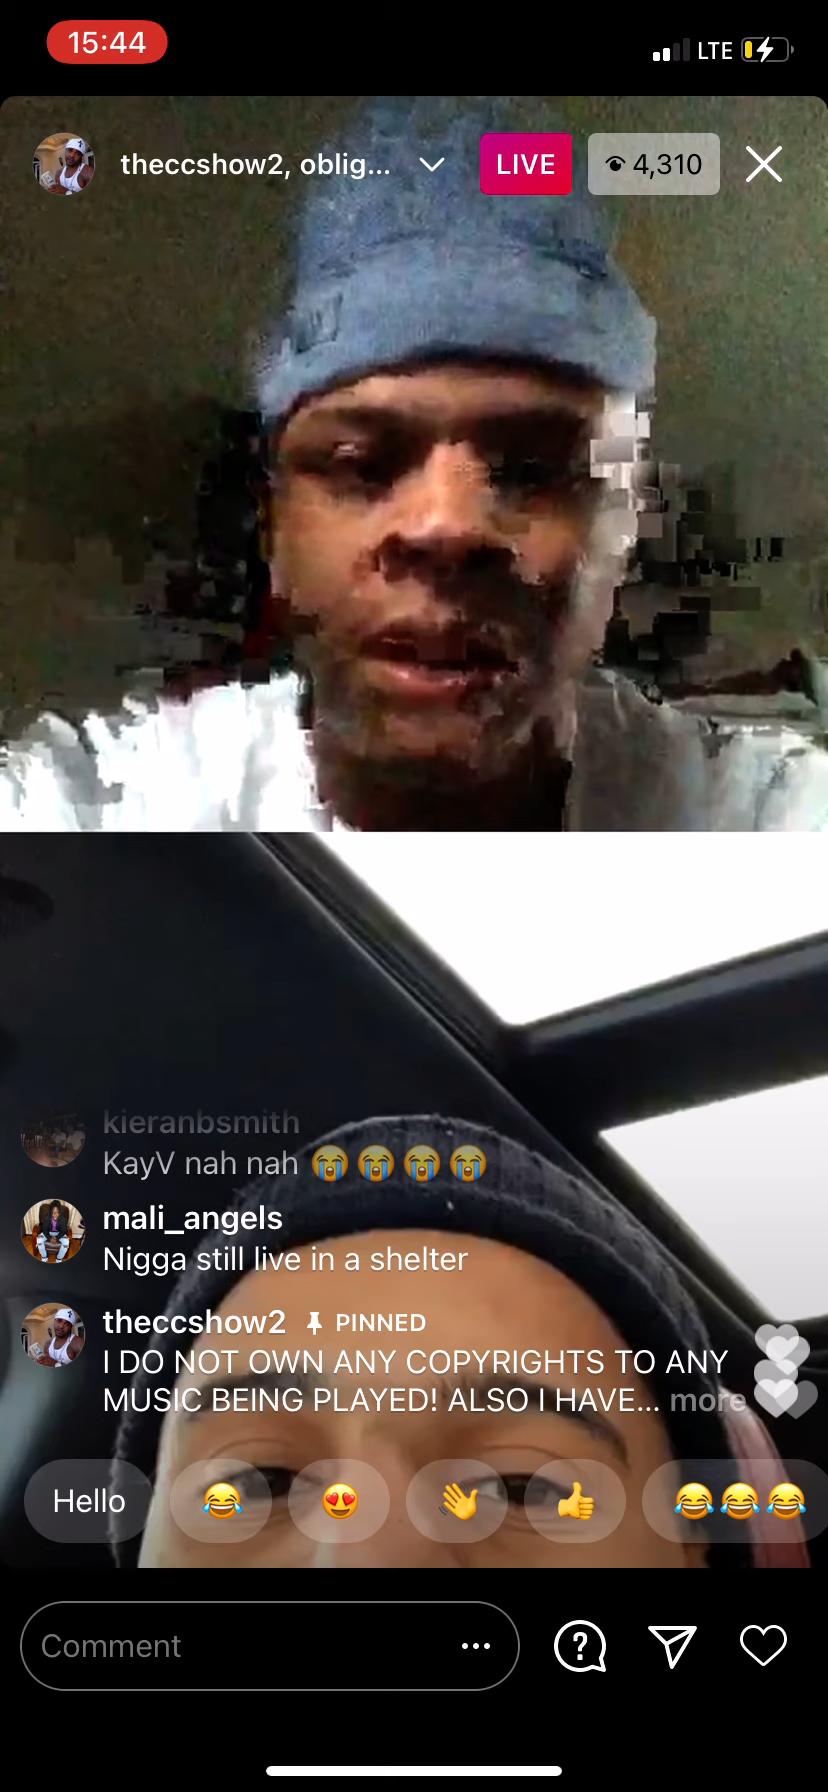 15:44
LTE
theccshow2, oblig...
LIVE
4,310
kieranbsmith
KayV nah nah 😭😭😭😭
mali_angels
Nigga still live in a shelter
theccshow2 PINNED
I DO NOT OWN ANY COPYRIGHTS TO ANY
MUSIC BEING PLAYED! ALSO I HAVE... more
Hello 😂 😍 👋 👍 😂😂😂
Comment